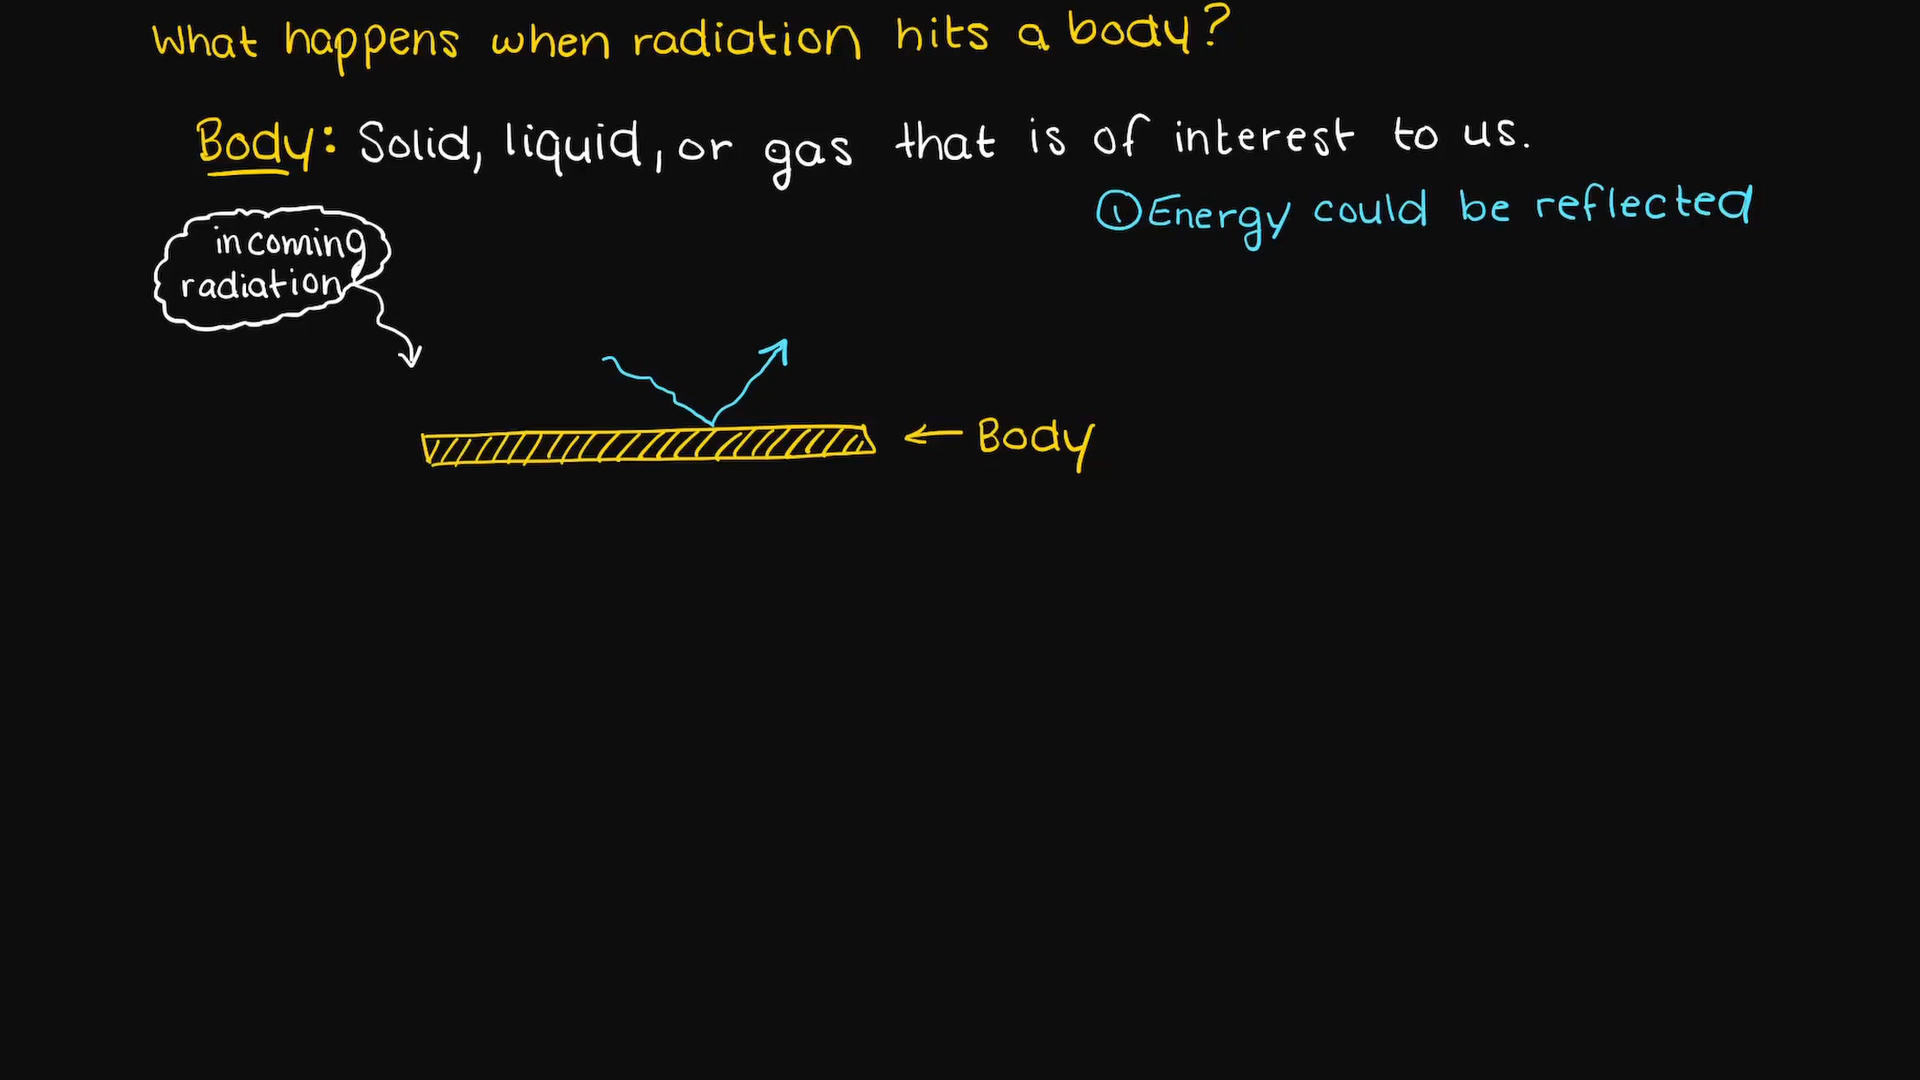 What happens when radiation hits a body?
Body: Solid, liquid, or gas that is of interest to us.
① Energy could be reflected
incoming
radiation
← Body